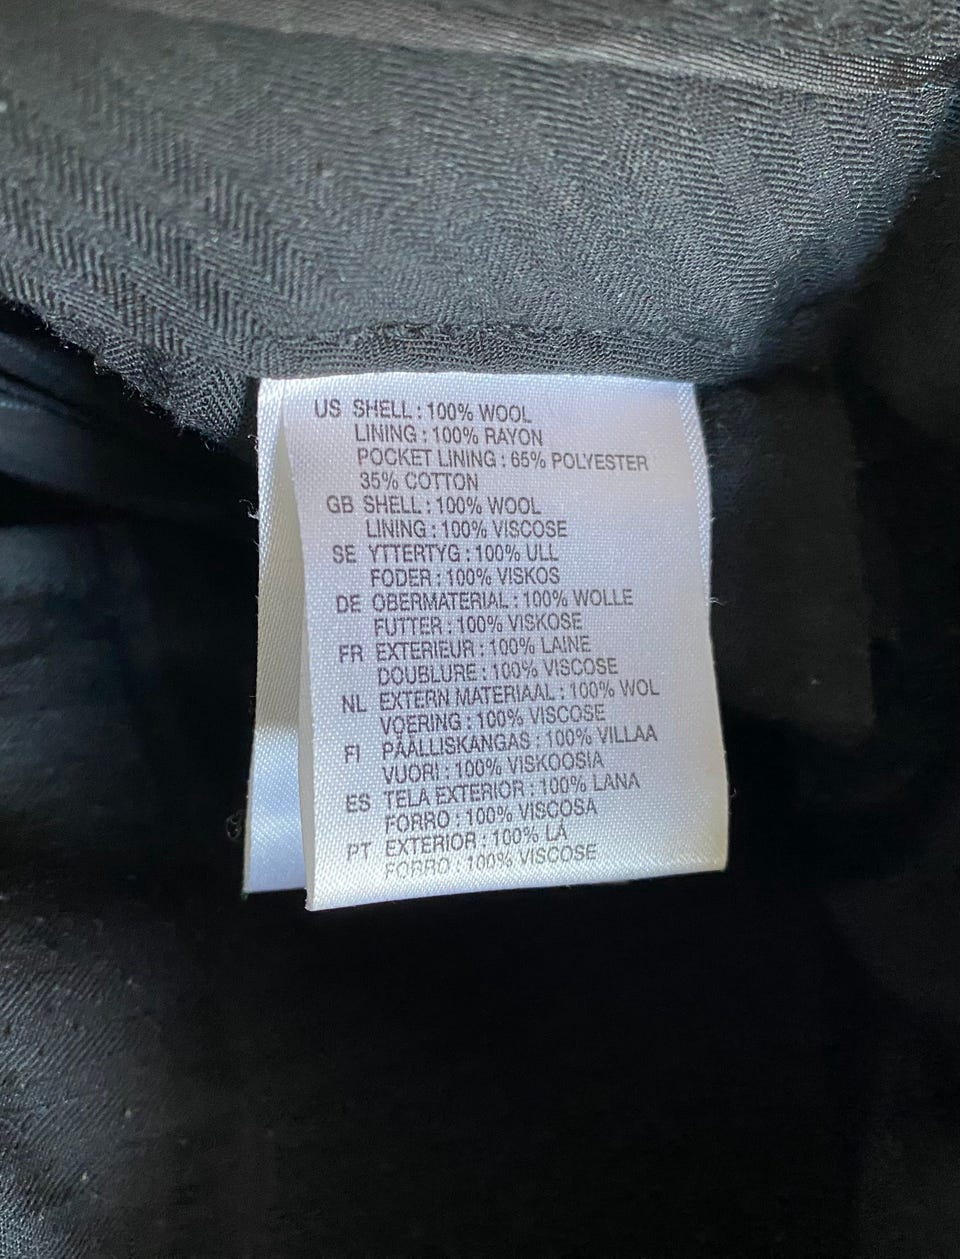 US SHELL : 100% WOOL
LINING : 100% RAYON
POCKET LINING : 65% POLYESTER
35% COTTON
GB SHELL : 100% WOOL
LINING : 100% VISCOSE
SE YTTERTYG : 100% ULL
FODER : 100% VISKOS
DE OBERMATERIAL : 100% WOLLE
FUTTER : 100% VISKOSE
FR EXTERIEUR : 100% LAINE
DOUBLURE : 100% VISCOSE
NL EXTERN MATERIAAL : 100% WOL
VOERING : 100% VISCOSE
FI PÄÄLLISKANGAS : 100% VILLAA
VUORI : 100% VISKOOSIA
ES TELA EXTERIOR : 100% LANA
FORRO : 100% VISCOSA
PT EXTERIOR : 100% LÃ
FORRO : 100% VISCOSE